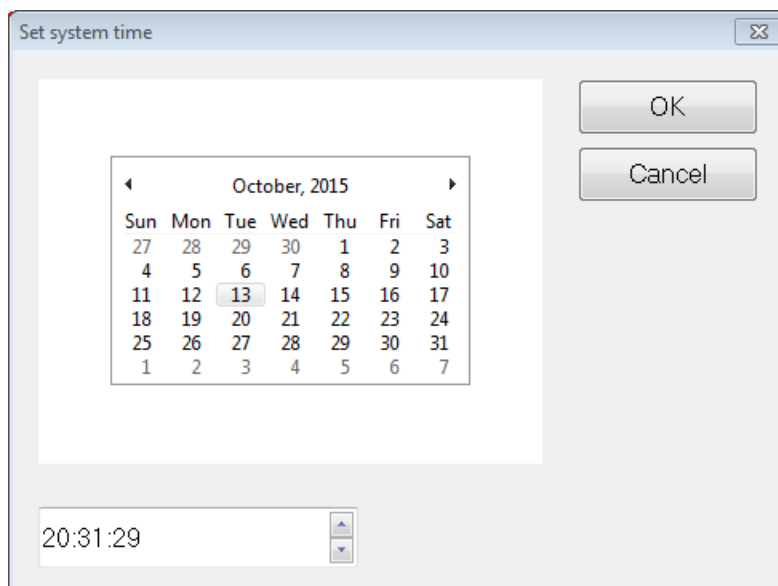 Set system time
OK
Cancel
October, 2015
Sun Mon Tue Wed Thu Fri Sat
27 28 29 30 1 2 3
4 5 6 7 8 9 10
11 12 13 14 15 16 17
18 19 20 21 22 23 24
25 26 27 28 29 30 31
1 2 3 4 5 6 7
20:31:29